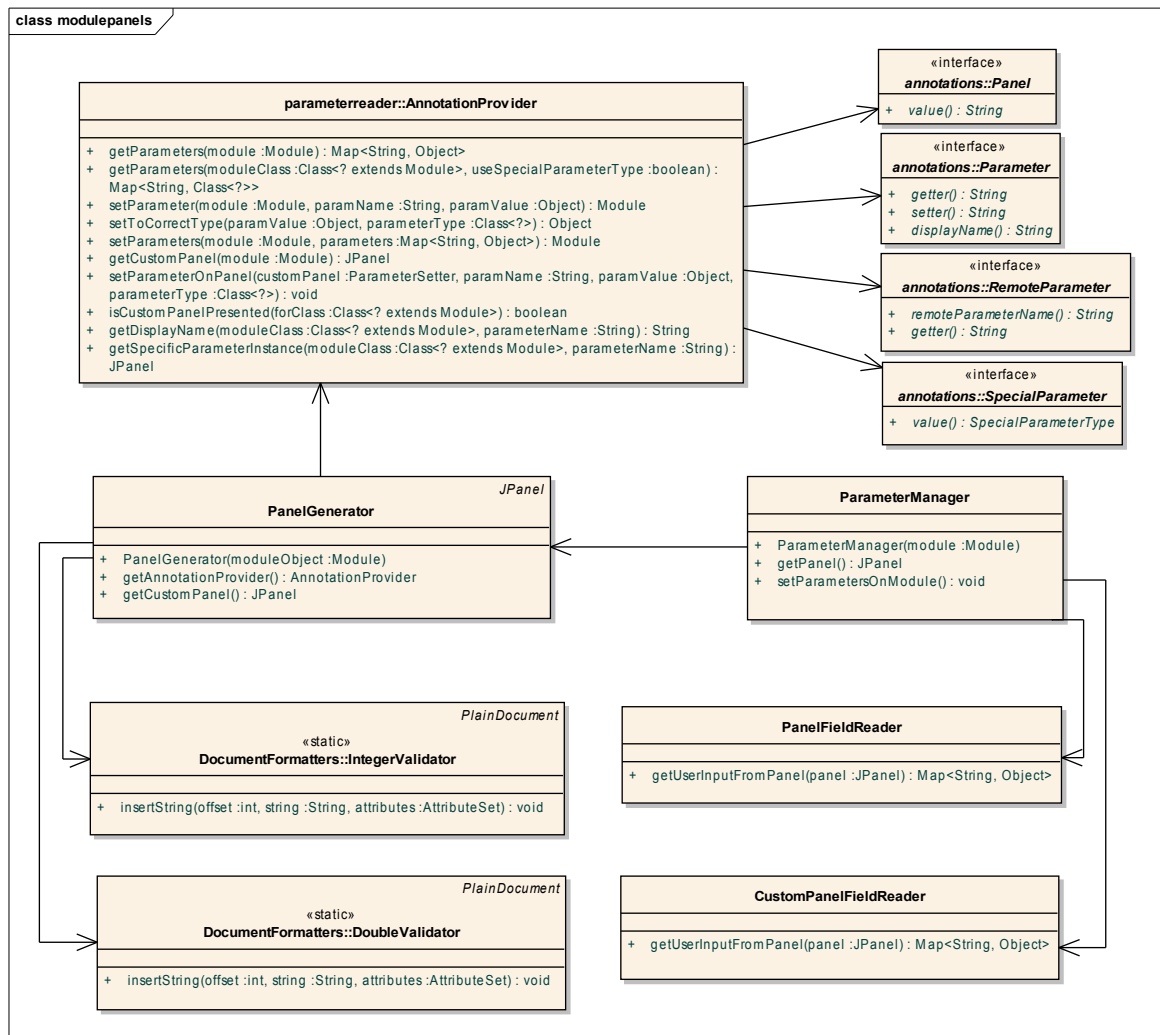 class modulepanels
parameterreader::AnnotationProvider
+ getParameters(module :Module) : Map<String, Object>
+ getParameters(moduleClass :Class<? extends Module>, useSpecialParameterType :boolean) :
Map<String, Class<?>>
+ setParameter(module :Module, paramName :String, paramValue :Object) : Module
+ setToCorrectType(paramValue :Object, parameterType :Class<?>) : Object
+ setParameters(module :Module, parameters :Map<String, Object>) : Module
+ getCustomPanel(module :Module) : JPanel
+ setParameterOnPanel(customPanel :ParameterSetter, paramName :String, paramValue :Object,
parameterType :Class<?>) : void
+ isCustomPanelPresented(forClass :Class<? extends Module>) : boolean
+ getDisplayName(moduleClass :Class<? extends Module>, parameterName :String) : String
+ getSpecificParameterInstance(moduleClass :Class<? extends Module>, parameterName :String) :
JPanel
«interface»
annotations::Panel
+ value() : String
«interface»
annotations::Parameter
+ getter() : String
+ setter() : String
+ displayName() : String
«interface»
annotations::RemoteParameter
+ remoteParameterName() : String
+ getter() : String
«interface»
annotations::SpecialParameter
+ value() : SpecialParameterType
JPanel
PanelGenerator
+ PanelGenerator(moduleObject :Module)
+ getAnnotationProvider() : AnnotationProvider
+ getCustomPanel() : JPanel
ParameterManager
+ ParameterManager(module :Module)
+ getPanel() : JPanel
+ setParametersOnModule() : void
PlainDocument
«static»
DocumentFormatters::IntegerValidator
+ insertString(offset :int, string :String, attributes :AttributeSet) : void
PanelFieldReader
+ getUserInputFromPanel(panel :JPanel) : Map<String, Object>
PlainDocument
«static»
DocumentFormatters::DoubleValidator
+ insertString(offset :int, string :String, attributes :AttributeSet) : void
CustomPanelFieldReader
+ getUserInputFromPanel(panel :JPanel) : Map<String, Object>